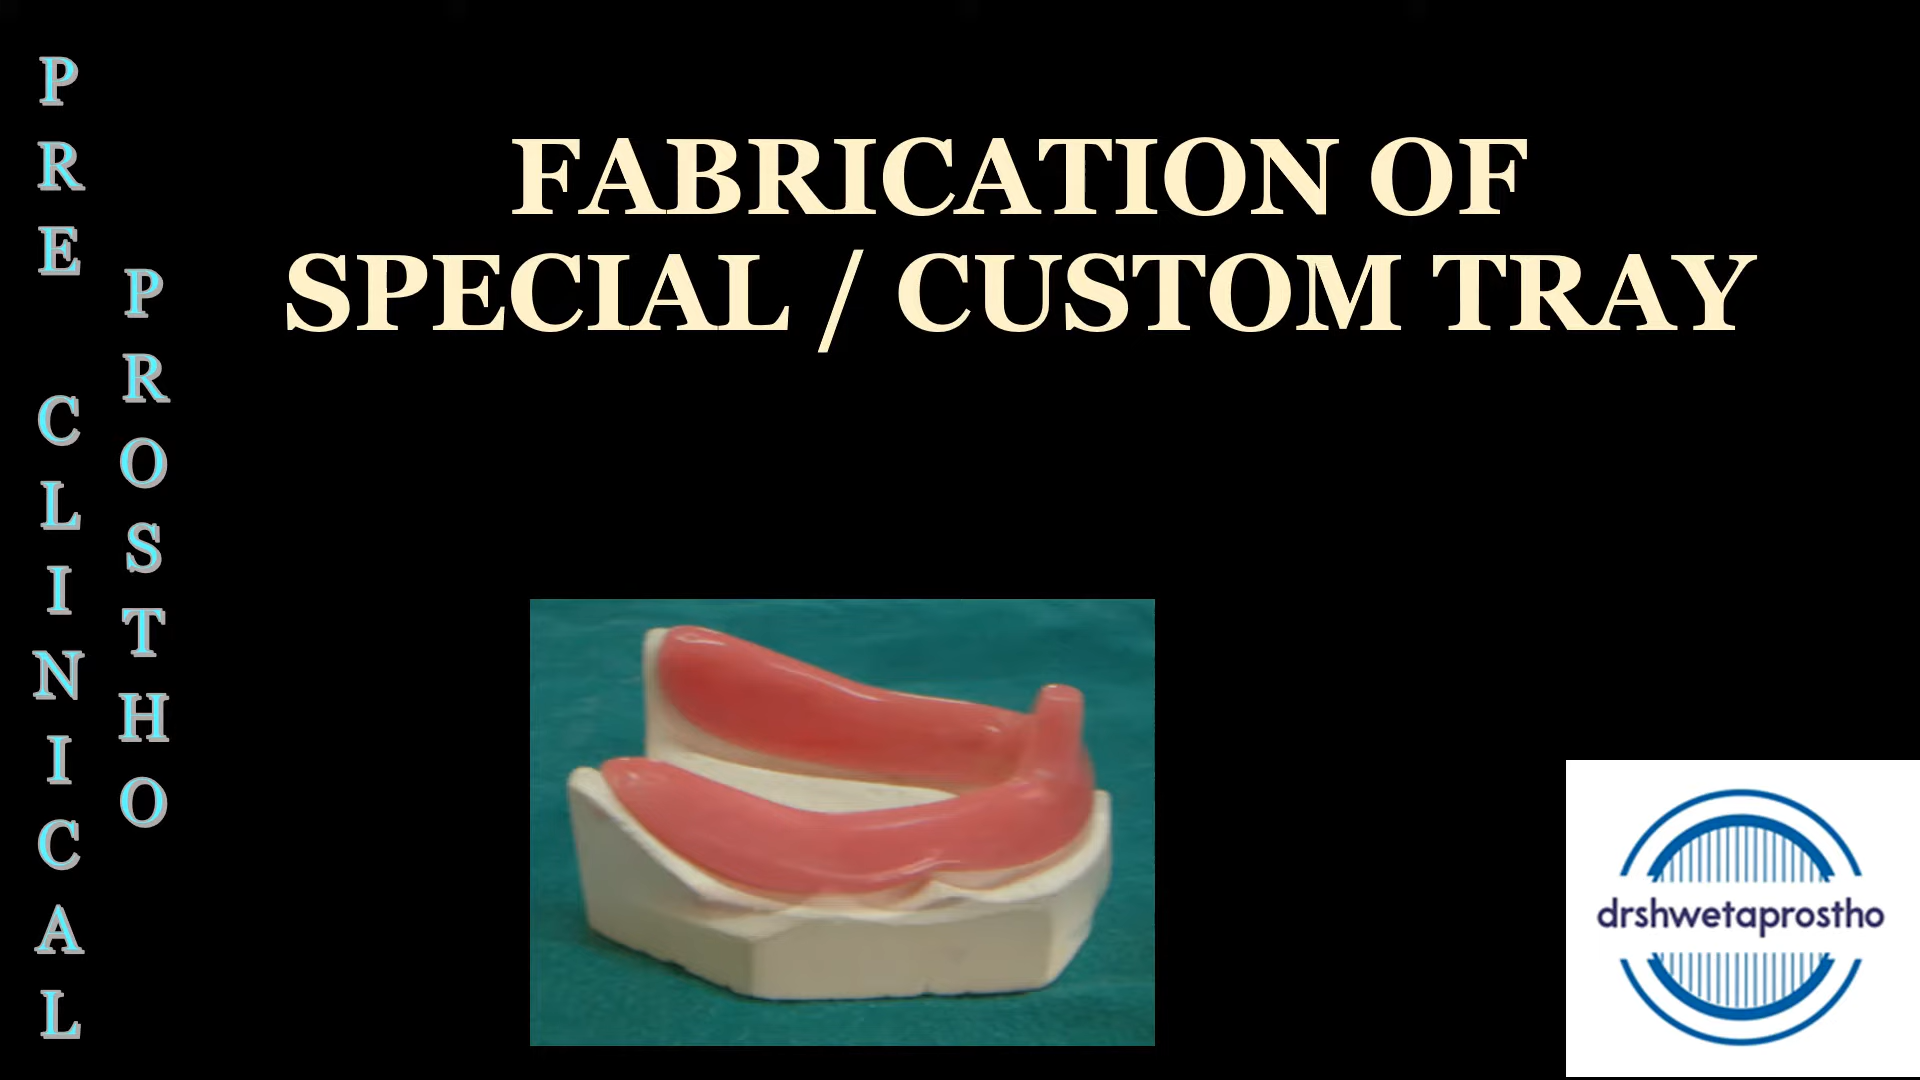 PRE CLINICAL
PROSTHO
FABRICATION OF
SPECIAL / CUSTOM TRAY
drshwetaprostho